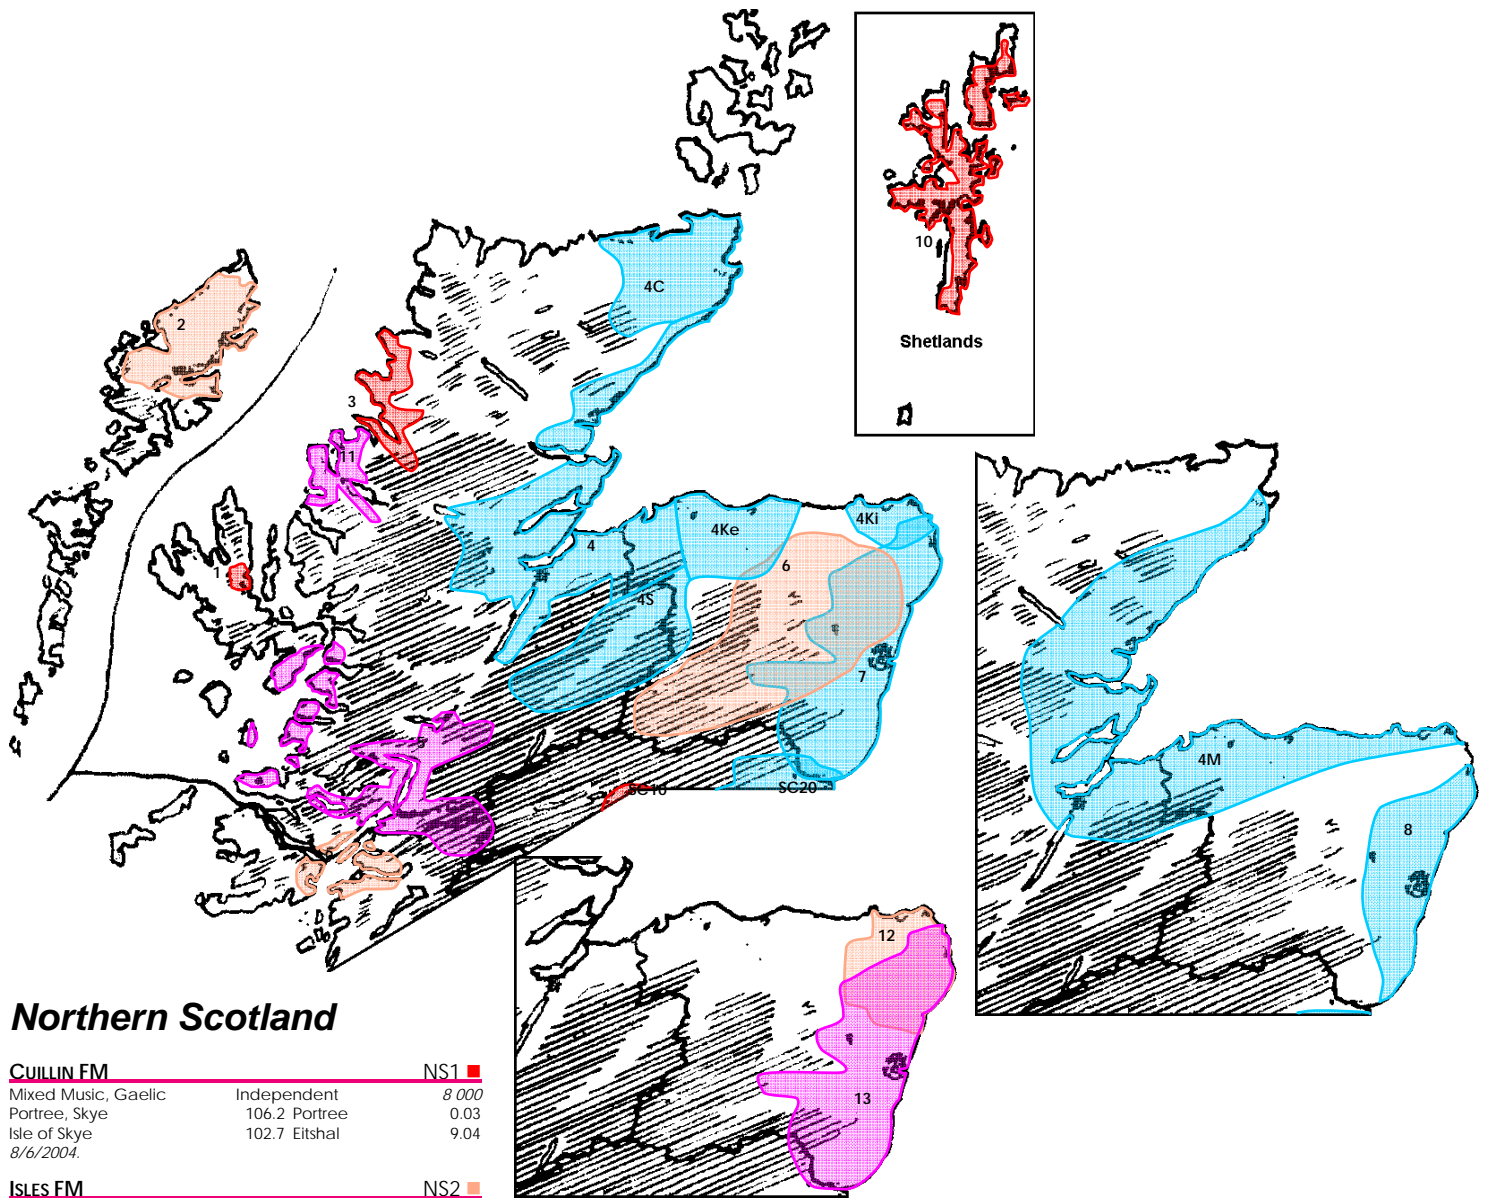 10
Shetlands
2
4C
3
11
1
4
4Ke
4Ki
6
4S
7
5
SC20
4M
8
12
13
Northern Scotland
CUILLIN FM NS1
Mixed Music, Gaelic Independent 8 000
Portree, Skye 106.2 Portree 0.03
Isle of Skye 102.7 Eitshal 9.04
8/6/2004.
ISLES FM NS2